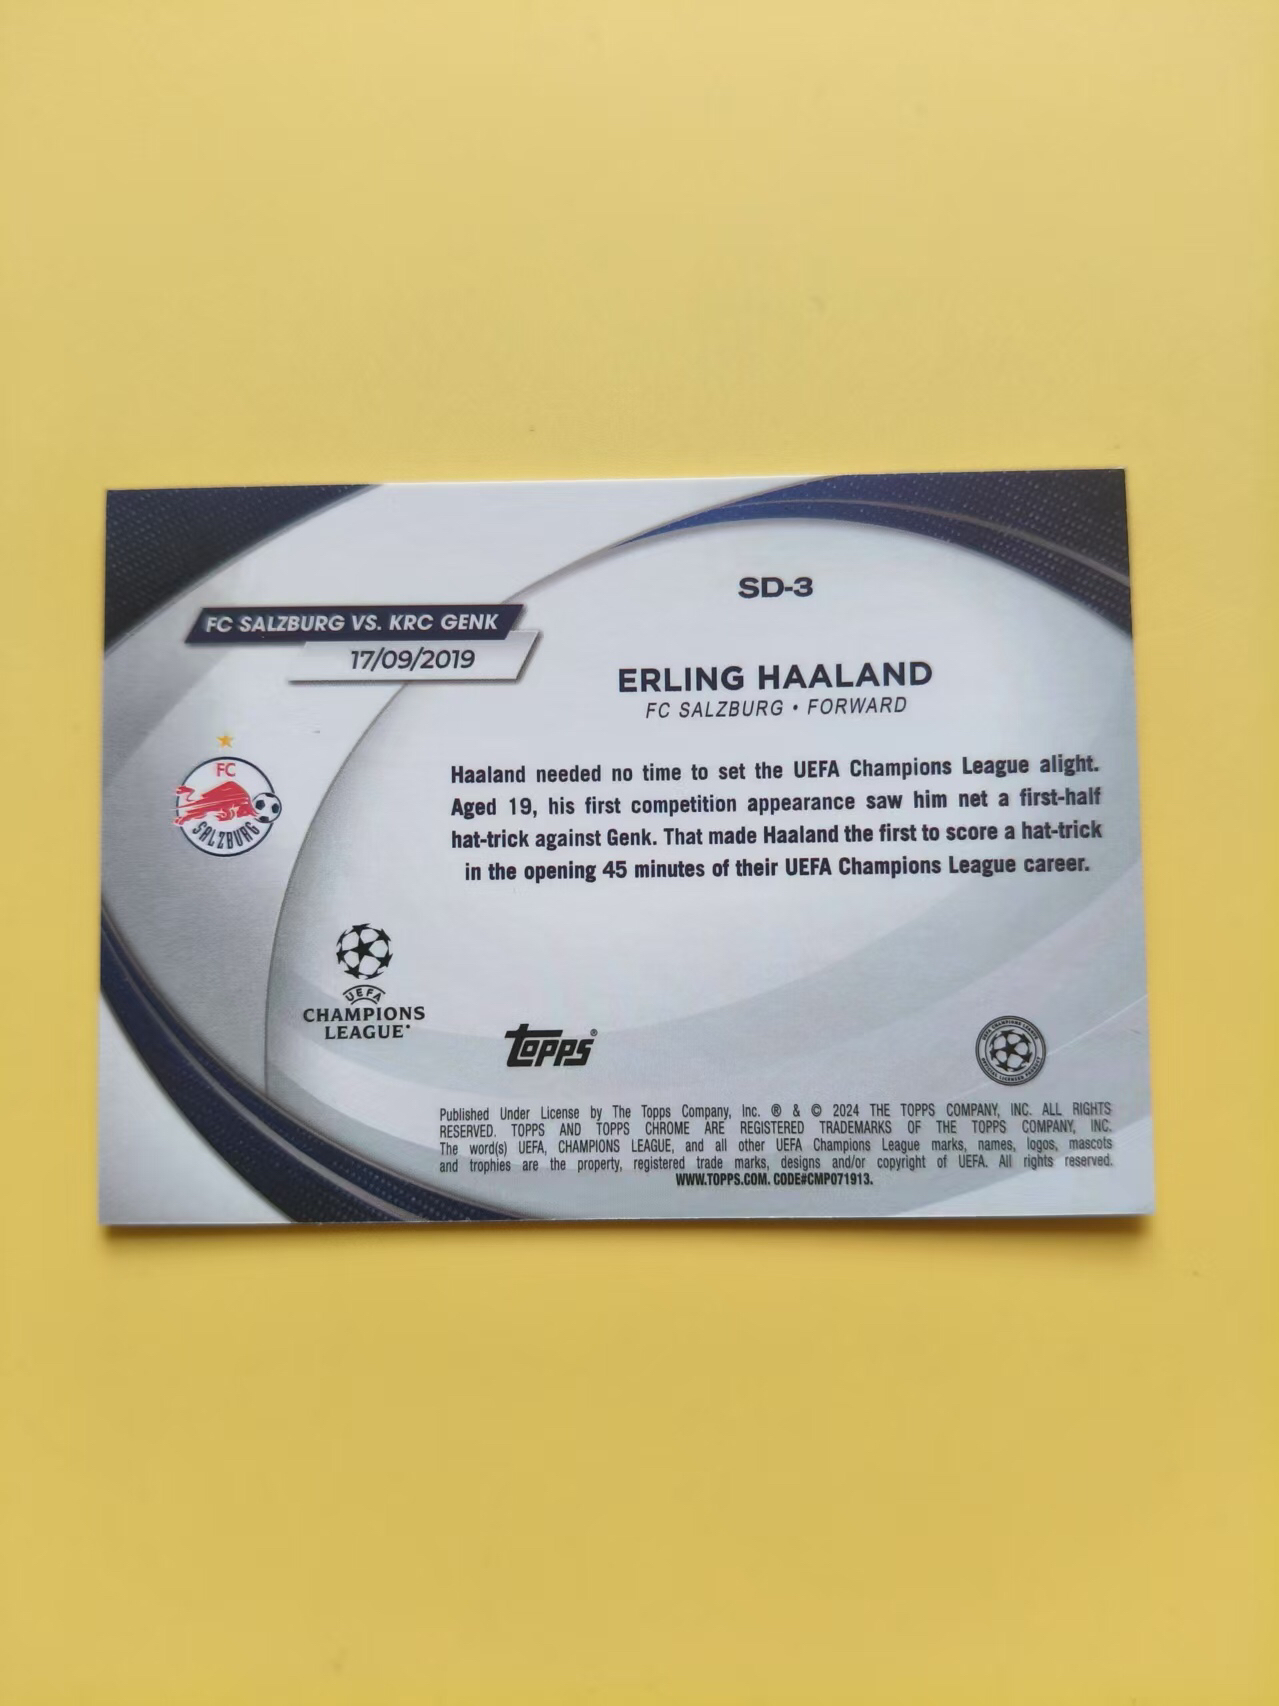 SD-3
FC SALZBURG VS. KRC GENK
17/09/2019
ERLING HAALAND
FC SALZBURG • FORWARD
FC
SALZBURG
Haaland needed no time to set the UEFA Champions League alight.
Aged 19, his first competition appearance saw him net a first-half
hat-trick against Genk. That made Haaland the first to score a hat-trick
in the opening 45 minutes of their UEFA Champions League career.
UEFA
CHAMPIONS
LEAGUE
Topps®
Published Under License by The Topps Company, Inc. ® & © 2024 THE TOPPS COMPANY, INC. ALL RIGHTS
RESERVED. TOPPS AND TOPPS CHROME ARE REGISTERED TRADEMARKS OF THE TOPPS COMPANY, INC.
The word(s) UEFA, CHAMPIONS LEAGUE, and all other UEFA Champions League marks, names, logos, mascots
and trophies are the property, registered trade marks, designs and/or copyright of UEFA. All rights reserved.
WWW.TOPPS.COM. CODE#CMP071913.